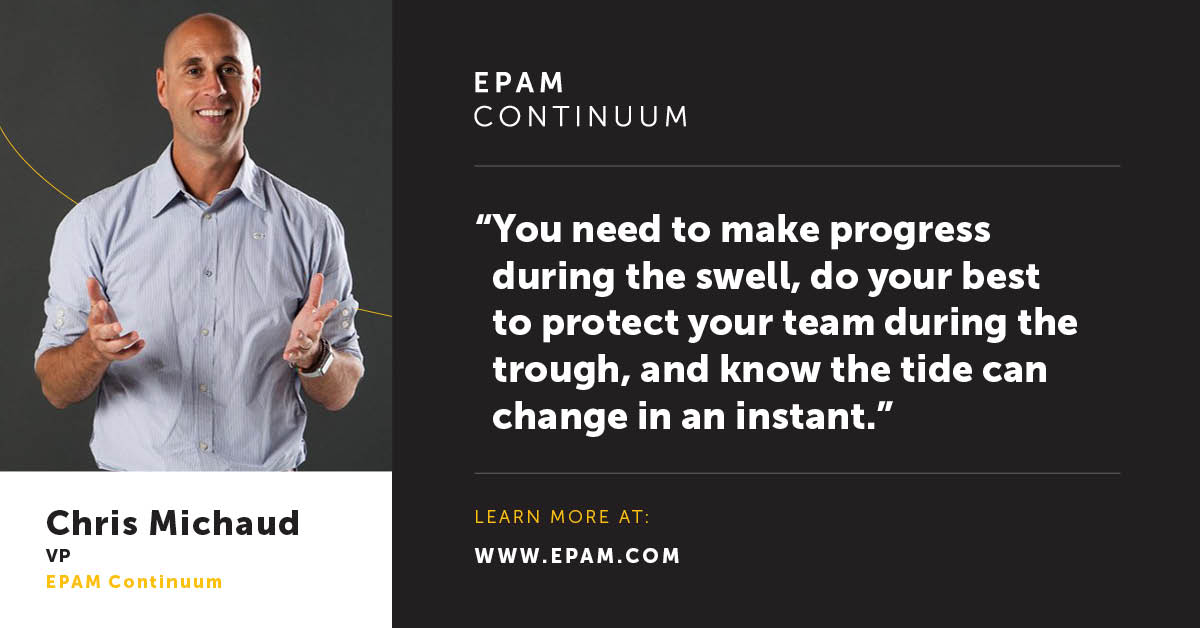 EPAM
CONTINUUM
“You need to make progress
during the swell, do your best
to protect your team during the
trough, and know the tide can
change in an instant.”
LEARN MORE AT:
WWW.EPAM.COM
Chris Michaud
VP
EPAM Continuum